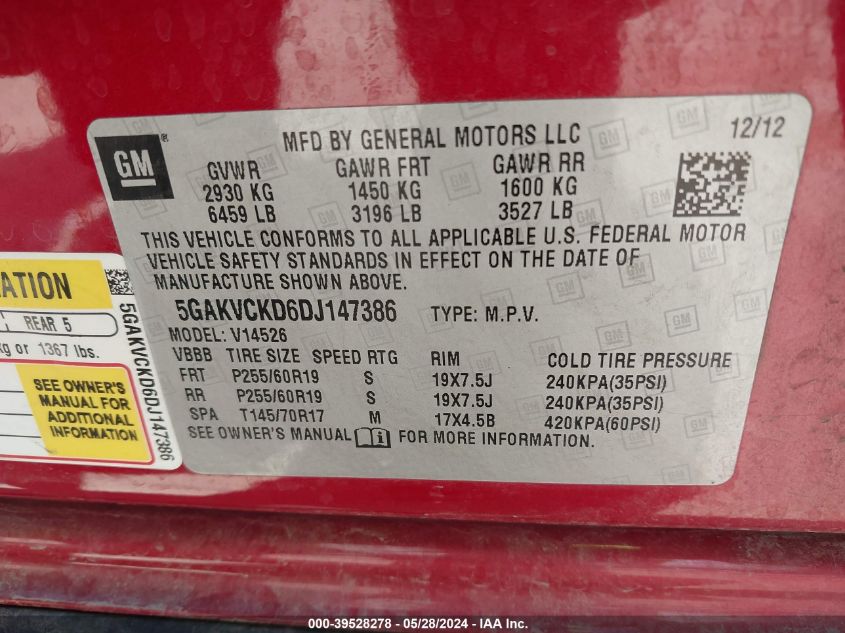 GM
MFD BY GENERAL MOTORS LLC 12/12
GVWR GAWR FRT GAWR RR
2930 KG 1450 KG 1600 KG
6459 LB 3196 LB 3527 LB
THIS VEHICLE CONFORMS TO ALL APPLICABLE U.S. FEDERAL MOTOR
VEHICLE SAFETY STANDARDS IN EFFECT ON THE DATE OF
MANUFACTURE SHOWN ABOVE.
5GAKVCKD6DJ147386 TYPE: M.P.V.
MODEL: V14526
VBBB TIRE SIZE SPEED RTG RIM COLD TIRE PRESSURE
FRT P255/60R19 S 19X7.5J 240KPA(35PSI)
RR P255/60R19 S 19X7.5J 240KPA(35PSI)
SPA T145/70R17 M 17X4.5B 420KPA(60PSI)
SEE OWNER'S MANUAL FOR MORE INFORMATION.
REAR 5
kg or 1367 lbs.
SEE OWNER'S
MANUAL FOR
ADDITIONAL
INFORMATION
5GAKVCKD6DJ147386
000-39528278 - 05/28/2024 - IAA Inc.